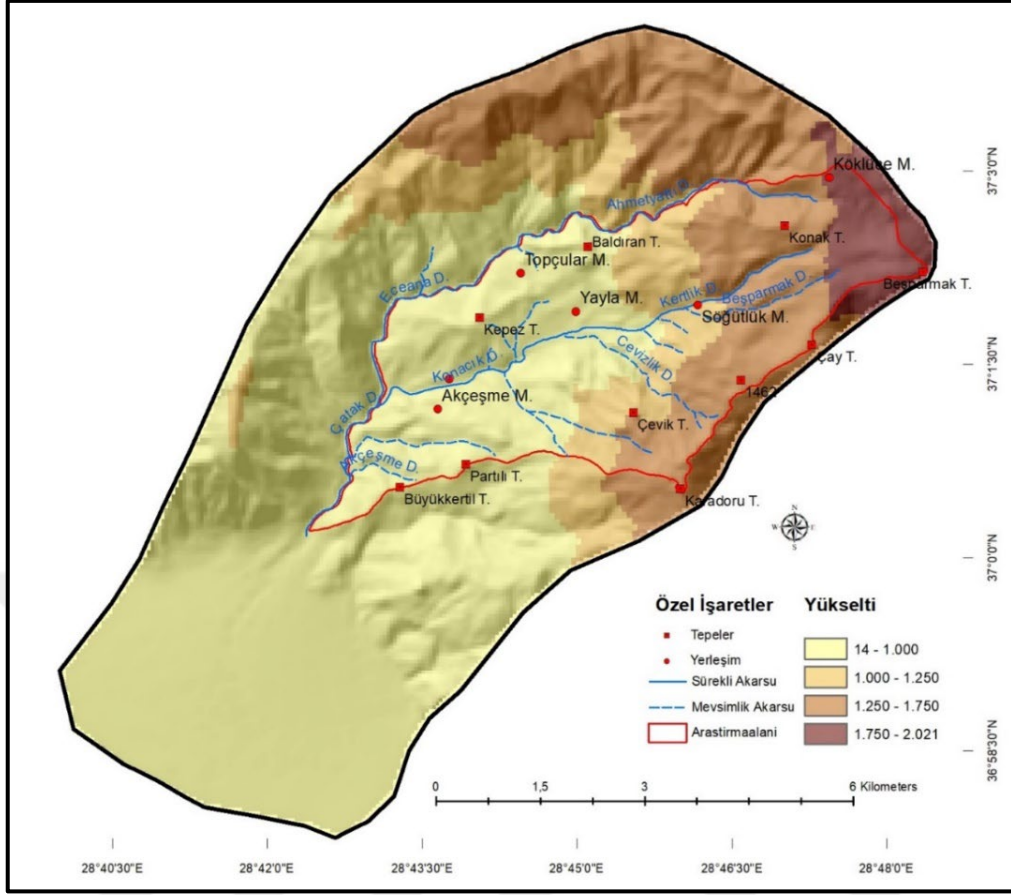 Köklüce M.
37°3'0"N
Konak T.
Baldıran T.
Topçular M.
Eceana D.
Beşparmak T.
Kertlik D.
Beşparmak D.
Yayla M.
Söğütlük M.
Kepez T.
Çay T.
37°1'30"N
Cevizlik D.
Konacık D.
Akçeşme M.
Çatak D.
Çevik T.
Akçeşme D.
Partılı T.
Büyükkertil T.
Karadoru T.
N
W
E
S
37°0'0"N
Özel İşaretler
Tepeler
Yerleşim
Sürekli Akarsu
Mevsimlik Akarsu
Arastirmaalani
Yükselti
14 - 1.000
1.000 - 1.250
1.250 - 1.750
1.750 - 2.021
36°58'30"N
0 1,5 3 6 Kilometers
28°40'30"E 28°42'0"E 28°43'30"E 28°45'0"E 28°46'30"E 28°48'0"E